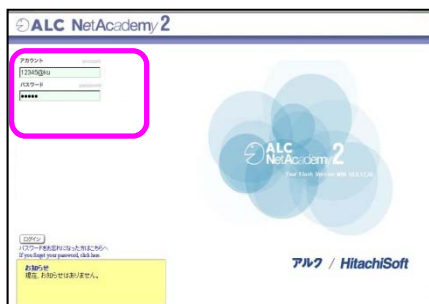 ALC NetAcademy 2
アカウント
12345@ku
パスワード
●●●●●
ALC
NetAcademy 2
ログイン
パスワードをお忘れになった方はこちらへ
If you forget your password, click here.
お知らせ
現在、お知らせはありません。
アルク / HitachiSoft